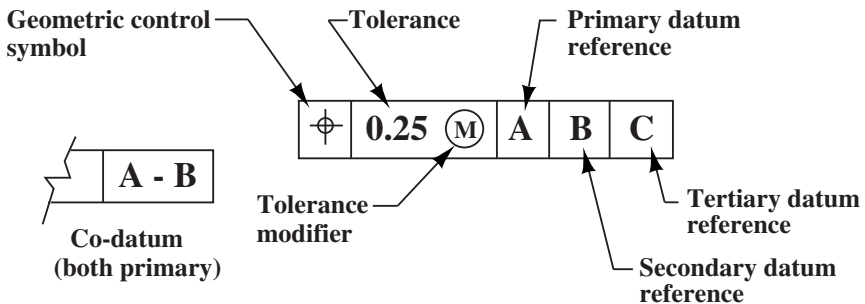 Geometric control
symbol
Tolerance
Primary datum
reference
0.25 M A B C
A - B
Co-datum
(both primary)
Tolerance
modifier
Tertiary datum
reference
Secondary datum
reference